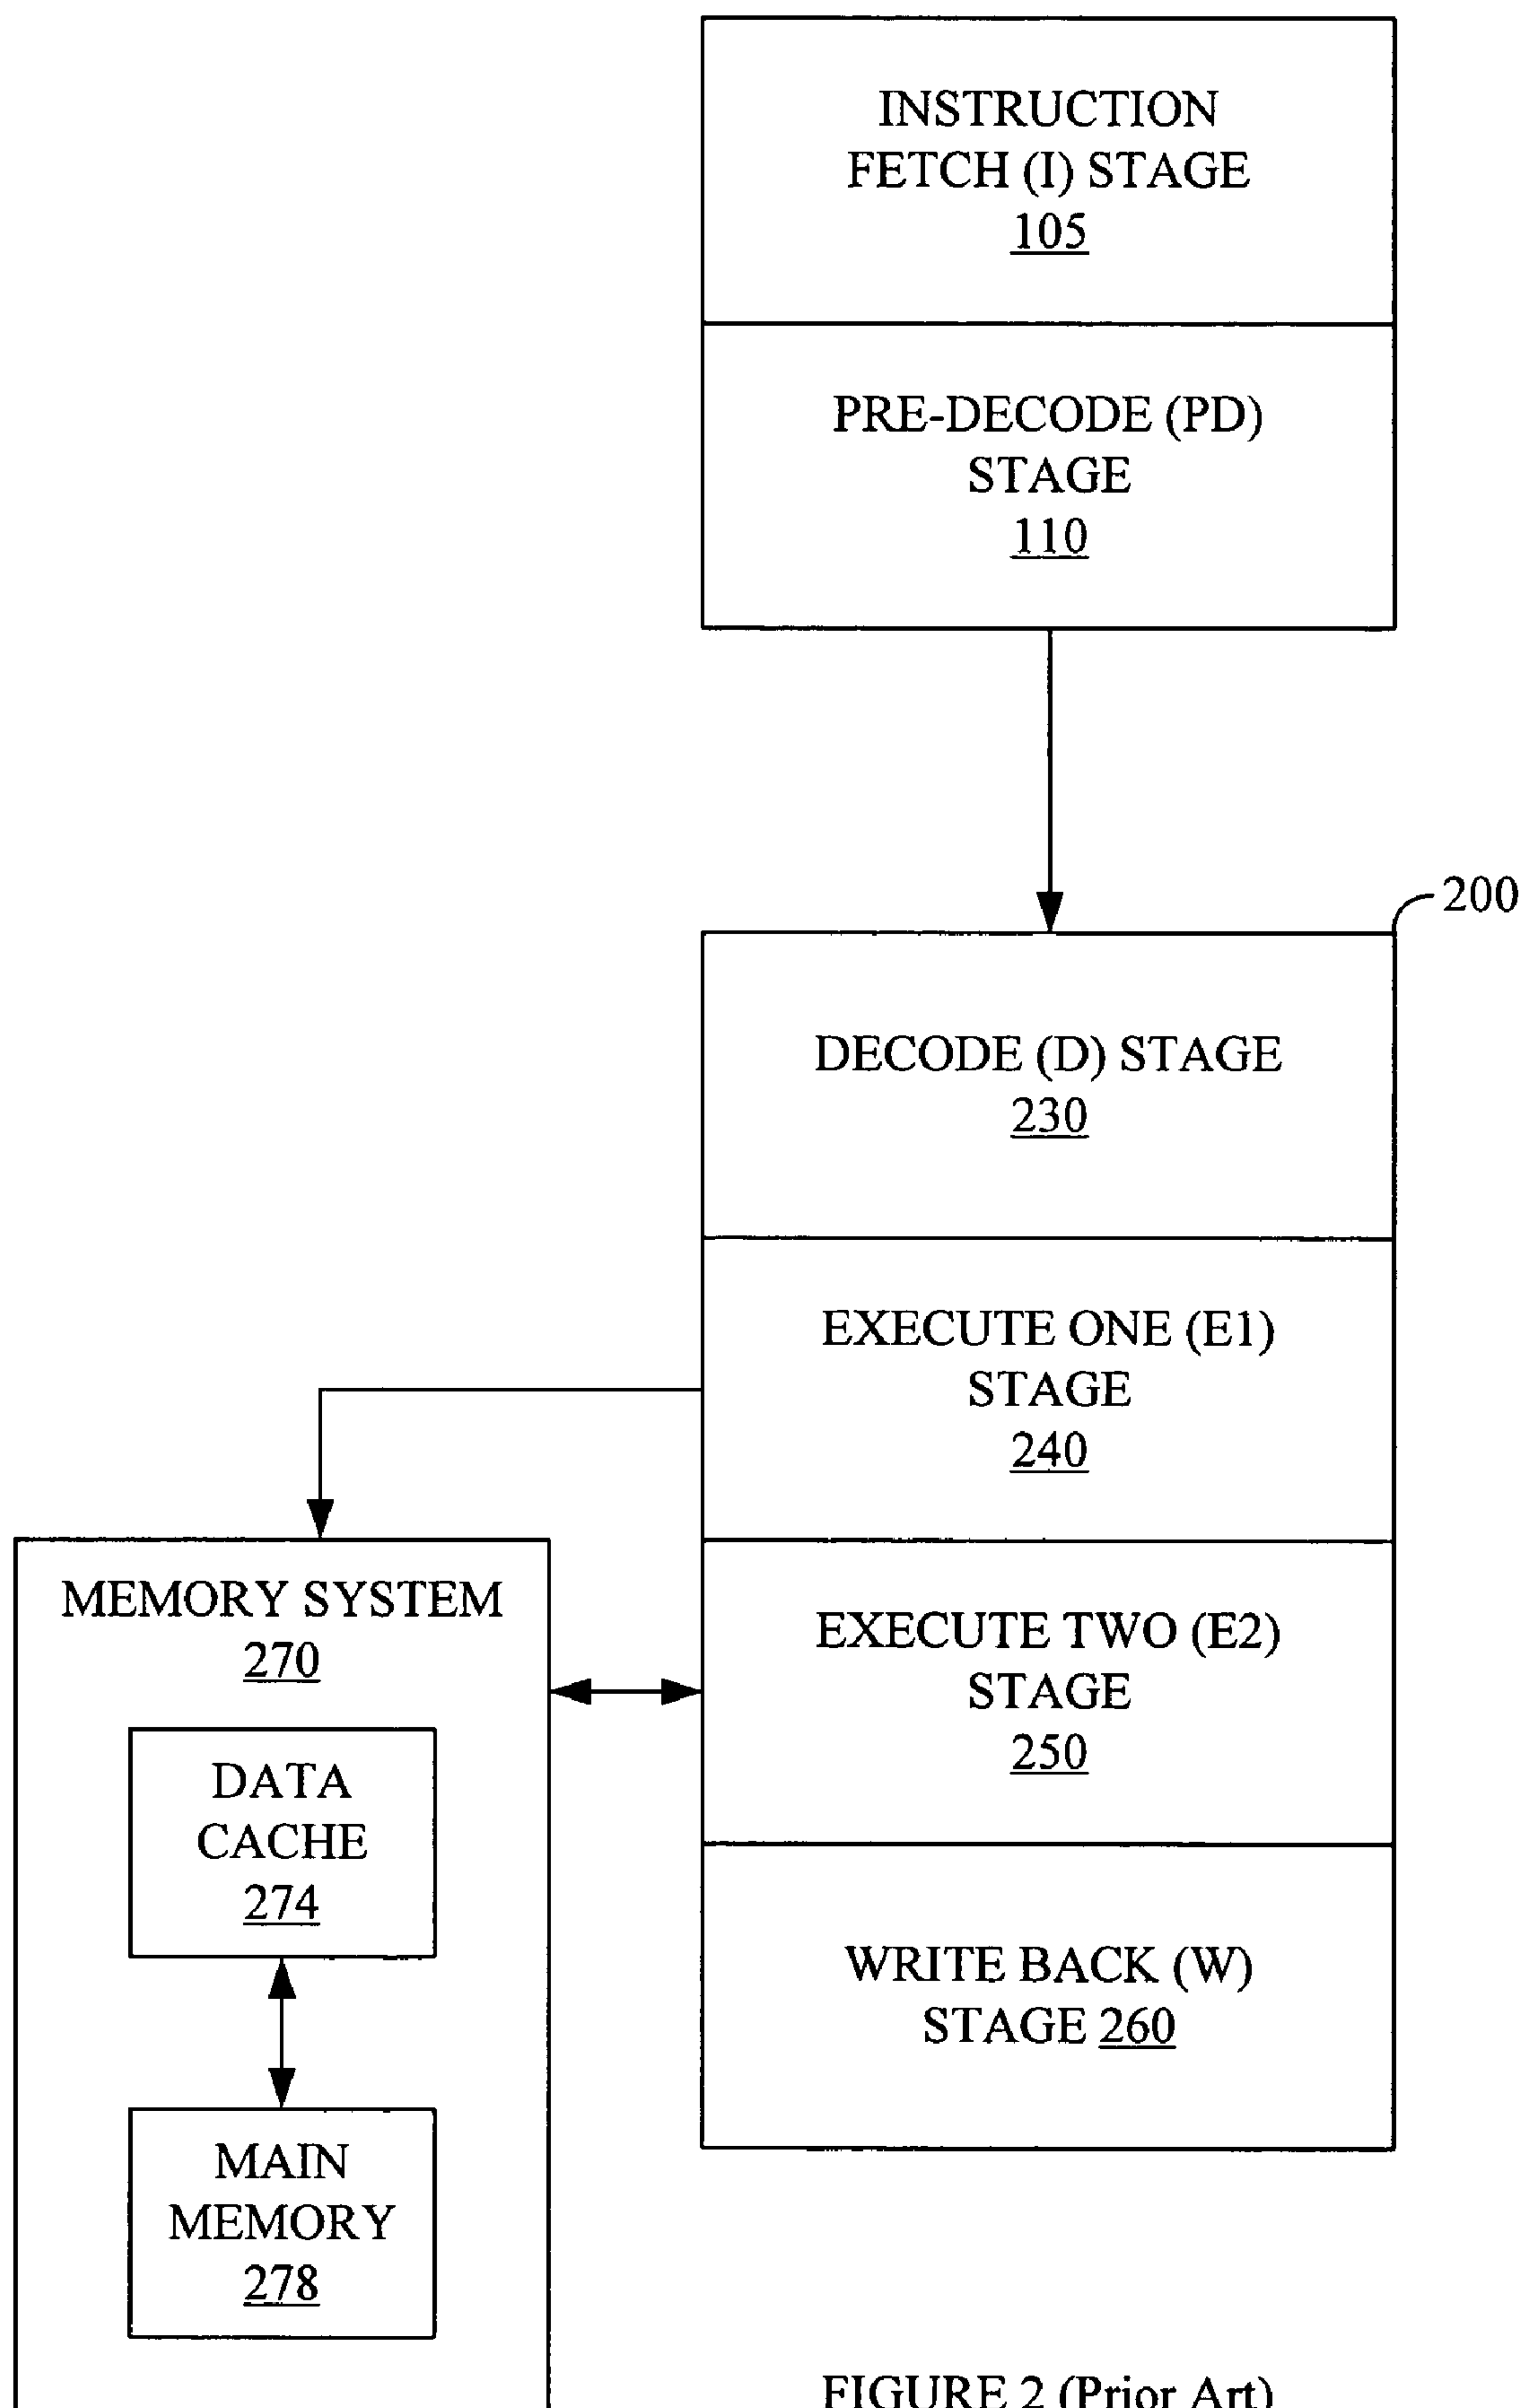 INSTRUCTION
FETCH (I) STAGE
105
PRE-DECODE (PD)
STAGE
110
200
DECODE (D) STAGE
230
EXECUTE ONE (E1)
STAGE
240
EXECUTE TWO (E2)
STAGE
250
WRITE BACK (W)
STAGE 260
MEMORY SYSTEM
270
DATA
CACHE
274
MAIN
MEMORY
278
FIGURE 2 (Prior Art)